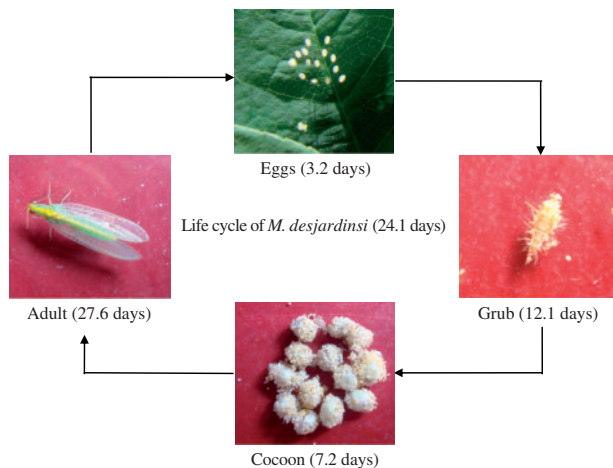 Eggs (3.2 days)
Life cycle of M. desjardinsi (24.1 days)
Adult (27.6 days)
Grub (12.1 days)
Cocoon (7.2 days)